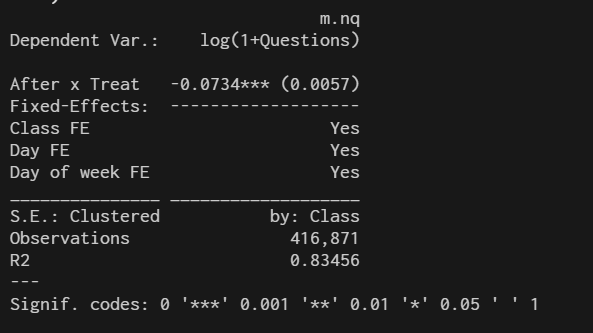 m.nq
Dependent Var.: log(1+Questions)
After x Treat -0.0734*** (0.0057)
Fixed-Effects: -------------------
Class FE Yes
Day FE Yes
Day of week FE Yes
_______________ ___________________
S.E.: Clustered by: Class
Observations 416,871
R2 0.83456
---
Signif. codes: 0 '***' 0.001 '**' 0.01 '*' 0.05 ' ' 1